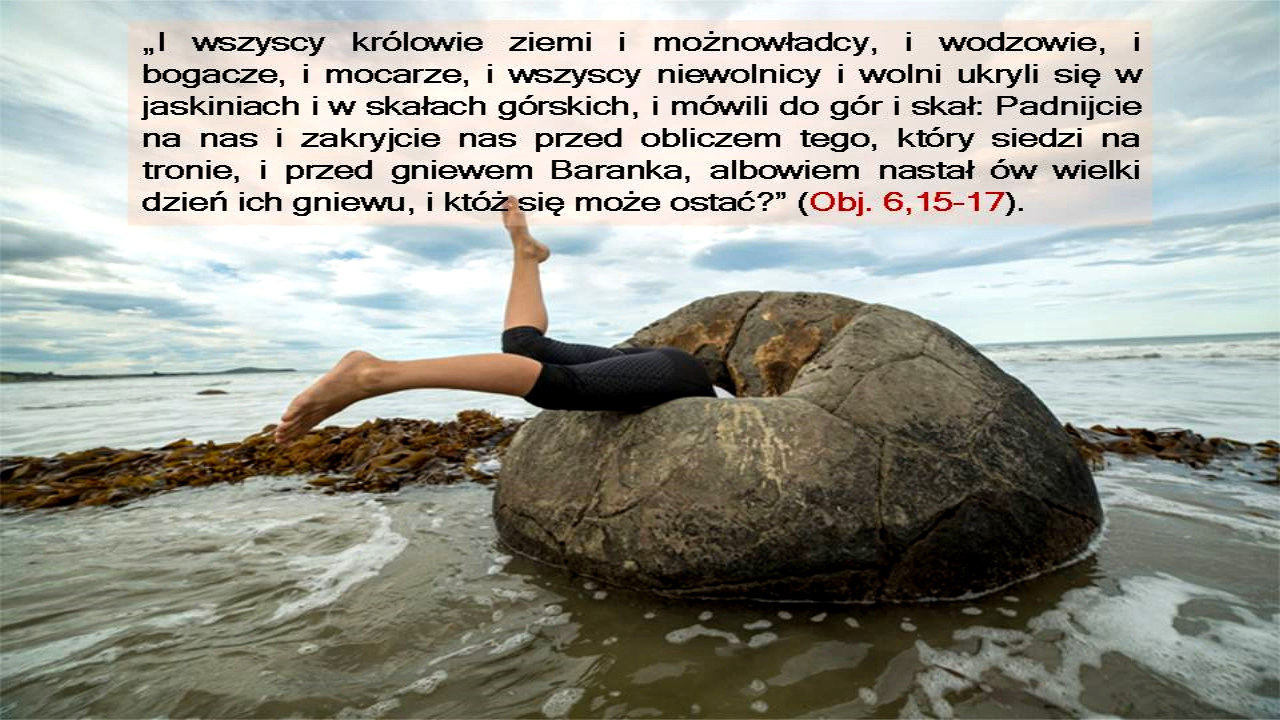 „I wszyscy królowie ziemi i możnowładcy, i wodzowie, i
bogacze, i mocarze, i wszyscy niewolnicy i wolni ukryli się w
jaskiniach i w skałach górskich, i mówili do gór i skał: Padnijcie
na nas i zakryjcie nas przed obliczem tego, który siedzi na
tronie, i przed gniewem Baranka, albowiem nastał ów wielki
dzień ich gniewu, i któż się może ostać?” (Obj. 6,15-17).